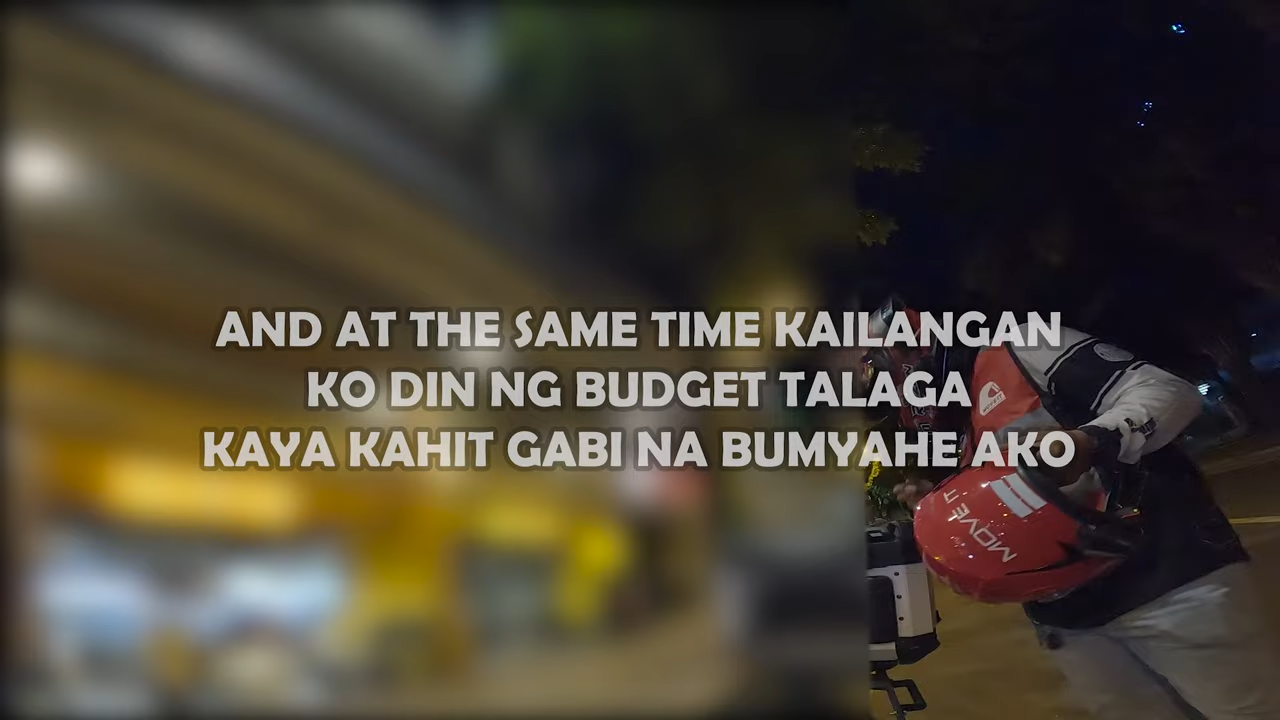 AND AT THE SAME TIME KAILANGAN
KO DIN NG BUDGET TALAGA
KAYA KAHIT GABI NA BUMYAHE AKO
MOVE IT